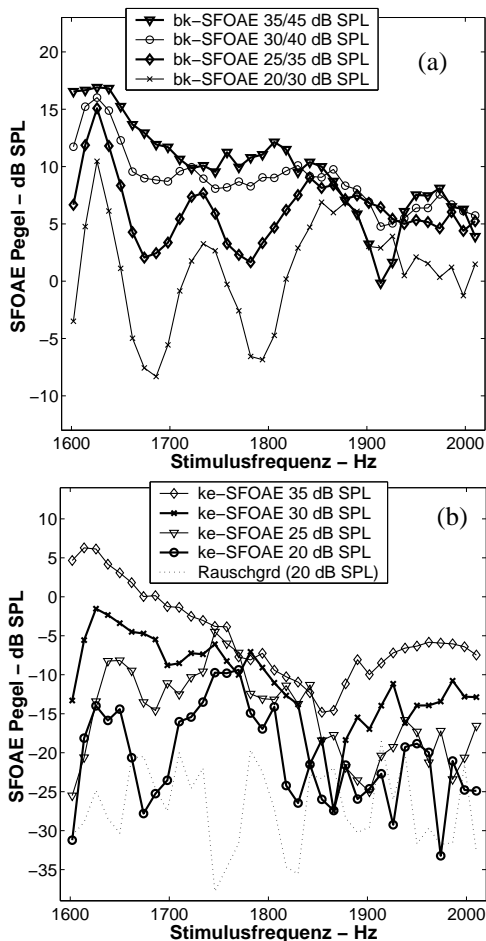 bk−SFOAE 35/45 dB SPL
bk−SFOAE 30/40 dB SPL
bk−SFOAE 25/35 dB SPL
bk−SFOAE 20/30 dB SPL
(a)
SFOAE Pegel − dB SPL
20
15
10
5
0
−5
−10
1600 1700 1800 1900 2000
Stimulusfrequenz − Hz
ke−SFOAE 35 dB SPL
ke−SFOAE 30 dB SPL
ke−SFOAE 25 dB SPL
ke−SFOAE 20 dB SPL
Rauschgrd (20 dB SPL)
(b)
SFOAE Pegel − dB SPL
10
5
0
−5
−10
−15
−20
−25
−30
−35
1600 1700 1800 1900 2000
Stimulusfrequenz − Hz